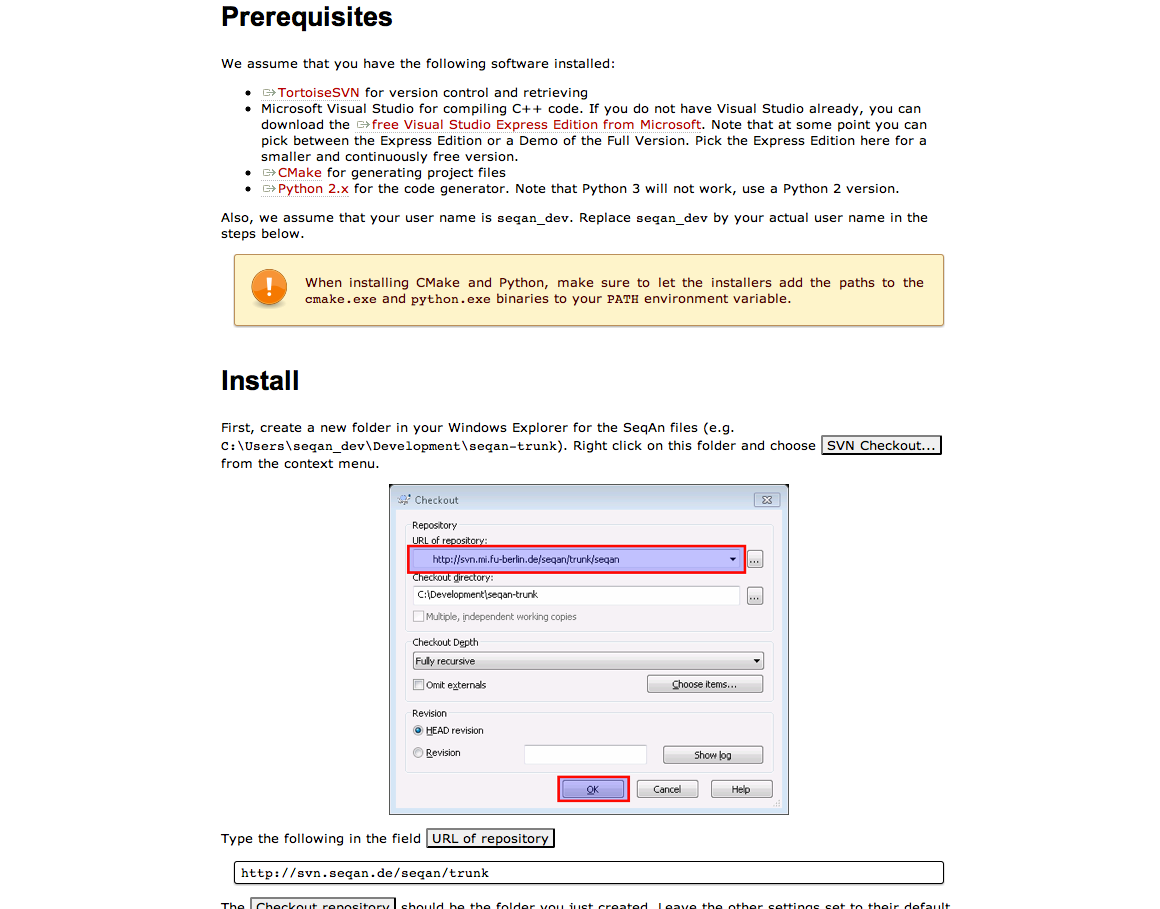 Prerequisites
We assume that you have the following software installed:
TortoiseSVN for version control and retrieving
Microsoft Visual Studio for compiling C++ code. If you do not have Visual Studio already, you can
download the free Visual Studio Express Edition from Microsoft. Note that at some point you can
pick between the Express Edition or a Demo of the Full Version. Pick the Express Edition here for a
smaller and continuously free version.
CMake for generating project files
Python 2.x for the code generator. Note that Python 3 will not work, use a Python 2 version.
Also, we assume that your user name is seqan_dev. Replace seqan_dev by your actual user name in the
steps below.
When installing CMake and Python, make sure to let the installers add the paths to the
cmake.exe and python.exe binaries to your PATH environment variable.
Install
First, create a new folder in your Windows Explorer for the SeqAn files (e.g.
C:\Users\seqan_dev\Development\seqan-trunk). Right click on this folder and choose SVN Checkout...
from the context menu.
Checkout
Repository
URL of repository:
http://svn.mi.fu-berlin.de/seqan/trunk/seqan
...
Checkout directory:
C:\Development\seqan-trunk
...
Multiple, independent working copies
Checkout Depth
Fully recursive
Omit externals
Choose items...
Revision
HEAD revision
Revision
Show log
OK
Cancel
Help
Type the following in the field URL of repository
http://svn.seqan.de/seqan/trunk
The Checkout repository should be the folder you just created. Leave the other settings set to their default